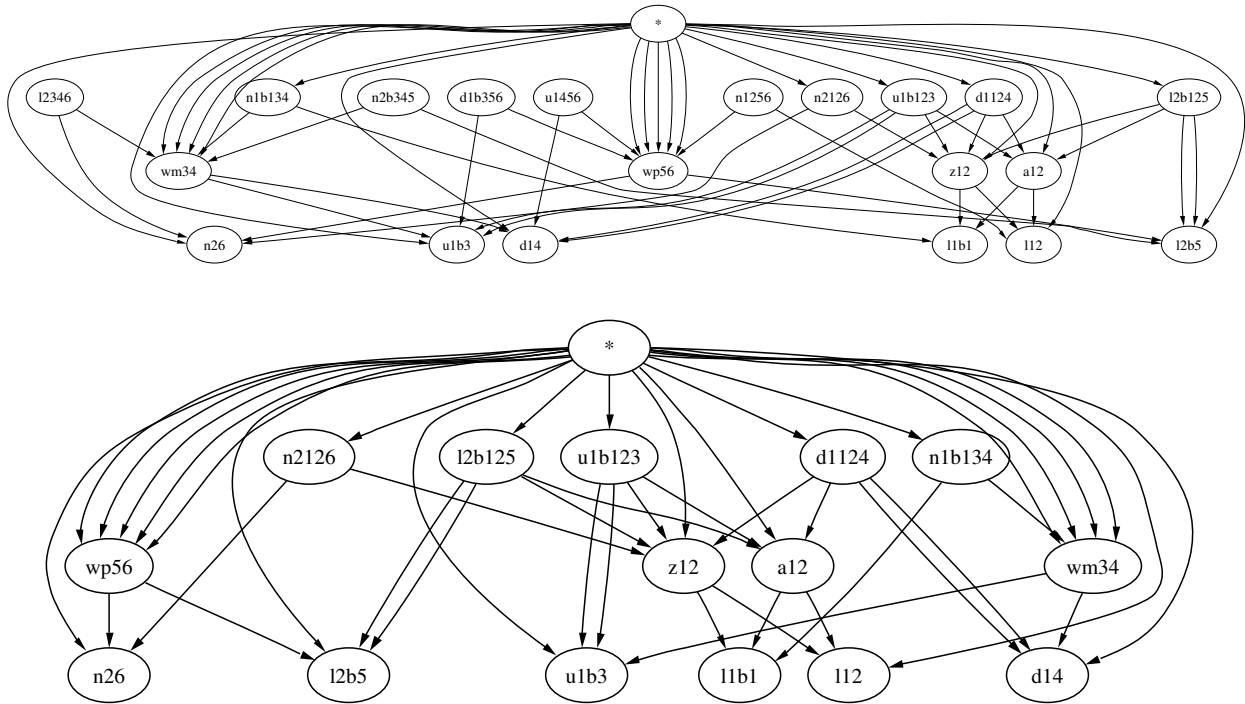 *
l2346 n1b134 n2b345 d1b356 u1456 n1256 n2126 u1b123 d1124 l2b125
wm34 wp56 z12 a12
n26 u1b3 d14 l1b1 l12 l2b5
*
n2126 l2b125 u1b123 d1124 n1b134
wp56 z12 a12 wm34
n26 l2b5 u1b3 l1b1 l12 d14